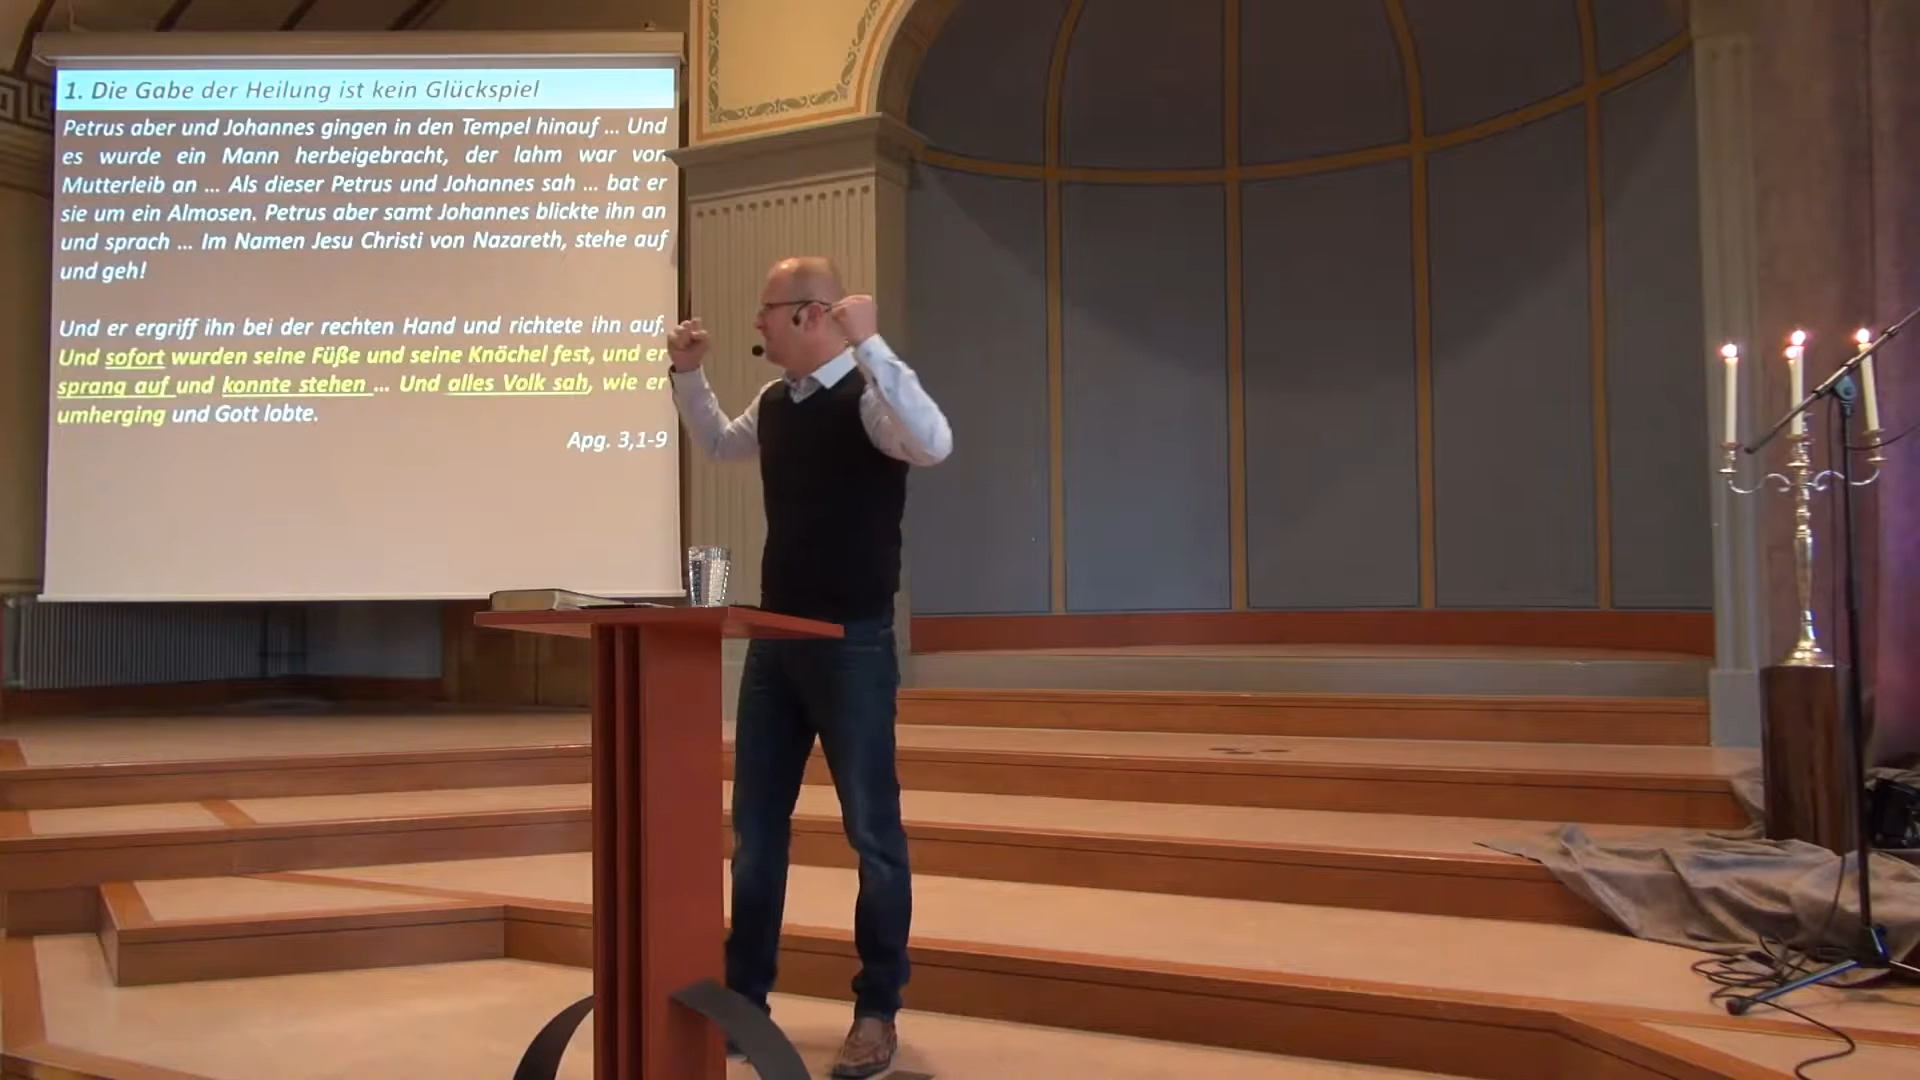 1. Die Gabe der Heilung ist kein Glückspiel
Petrus aber und Johannes gingen in den Tempel hinauf ... Und
es wurde ein Mann herbeigebracht, der lahm war von
Mutterleib an ... Als dieser Petrus und Johannes sah ... bat er
sie um ein Almosen. Petrus aber samt Johannes blickte ihn an
und sprach ... Im Namen Jesu Christi von Nazareth, stehe auf
und geh!
Und er ergriff ihn bei der rechten Hand und richtete ihn auf.
Und sofort wurden seine Füße und seine Knöchel fest, und er
sprang auf und konnte stehen ... Und alles Volk sah, wie er
umherging und Gott lobte.
Apg. 3,1-9